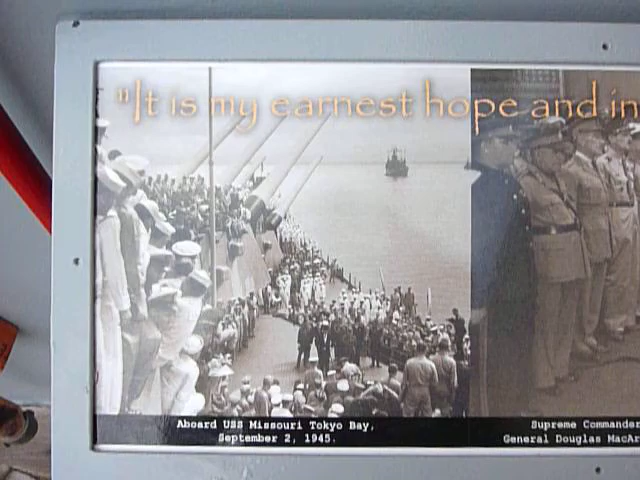 "It is my earnest hope and in
Aboard USS Missouri Tokyo Bay,
September 2, 1945.
Supreme Commander
General Douglas MacAr